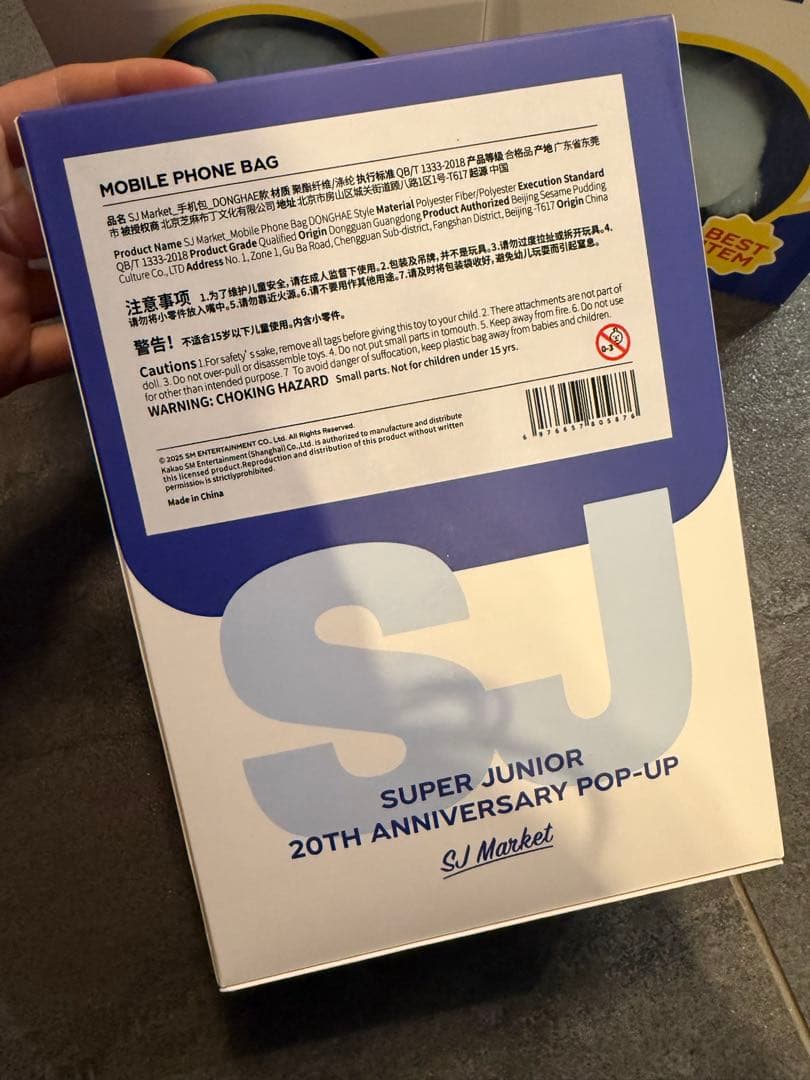 MOBILE PHONE BAG
品名 SJ Market_手机包_DONGHAE款 材质 聚酯纤维/涤纶 执行标准 QB/T 1333-2018 产品等级 合格品 产地 广东省东莞
市 被授权商 北京芝麻布丁文化有限公司 地址 北京市房山区城关街道顾八路1区1号-T617 起源 中国
Product Name SJ Market_Mobile Phone Bag DONGHAE Style Material Polyester Fiber/Polyester Execution Standard
QB/T 1333-2018 Product Grade Qualified Origin Dongguan Guangdong Product Authorized Beijing Sesame Pudding
Culture Co., LTD Address No. 1, Zone 1, Gu Ba Road, Chengguan Sub-district, Fangshan District, Beijing -T617 Origin China
注意事项 1.为了维护儿童安全,请在成人监督下使用。2.包装及吊牌,并不是玩具。3.请勿过度拉扯或拆开玩具。4.
请勿将小零件放入嘴中。5.请勿靠近火源。6.请不要用作其他用途。7.请及时将包装袋收好,避免幼儿玩耍而引起窒息。
警告! 不适合15岁以下儿童使用。内含小零件。
Cautions 1.For safety's sake, remove all tags before giving this toy to your child. 2. There attachments are not part of
doll. 3. Do not over-pull or disassemble toys. 4. Do not put small parts in tomouth. 5. Keep away from fire. 6. Do not use
for other than intended purpose. 7 To avoid danger of suffocation, keep plastic bag away from babies and children.
WARNING: CHOKING HAZARD Small parts. Not for children under 15 yrs.
0-3
© 2025 SM ENTERTAINMENT CO., Ltd. All Rights Reserved.
Kakao SM Entertainment (Shanghai) Co.,Ltd. is authorized to manufacture and distribute
this licensed product.Reproduction and distribution of this product without written
permission is strictlyprohibited.
Made in China
6 976657 805876
SJ
SUPER JUNIOR
20TH ANNIVERSARY POP-UP
SJ Market
BEST
ITEM